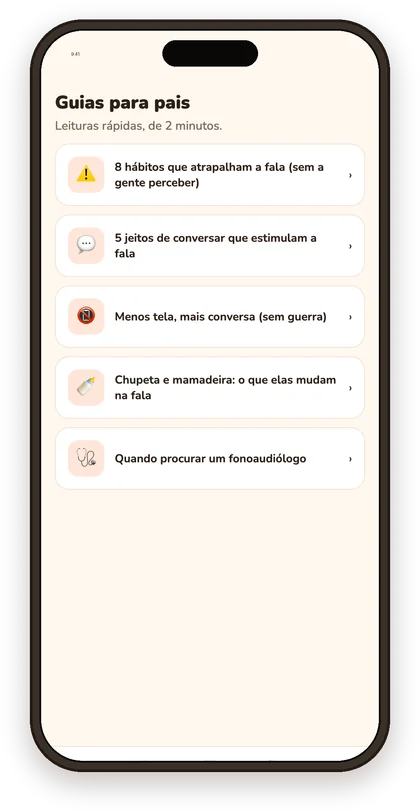 9:41
Guias para pais
Leituras rápidas, de 2 minutos.
8 hábitos que atrapalham a fala (sem a
gente perceber)
5 jeitos de conversar que estimulam a
fala
Menos tela, mais conversa (sem guerra)
Chupeta e mamadeira: o que elas mudam
na fala
Quando procurar um fonoaudiólogo